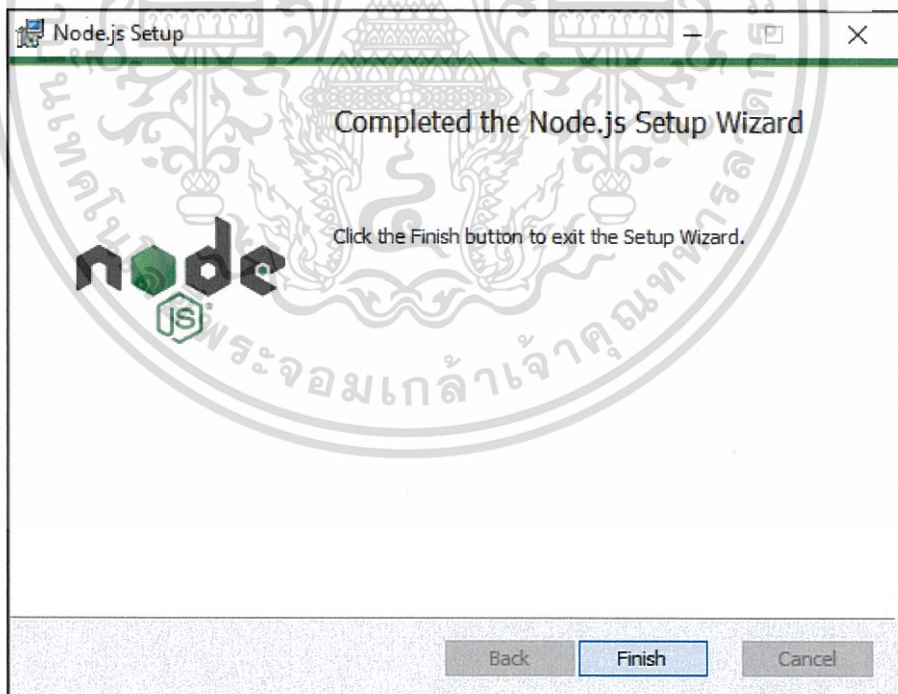 Node.js Setup
Completed the Node.js Setup Wizard
Click the Finish button to exit the Setup Wizard.
node
JS
พระจอมเกล้าเจ้าคุณทหาร
Back
Finish
Cancel